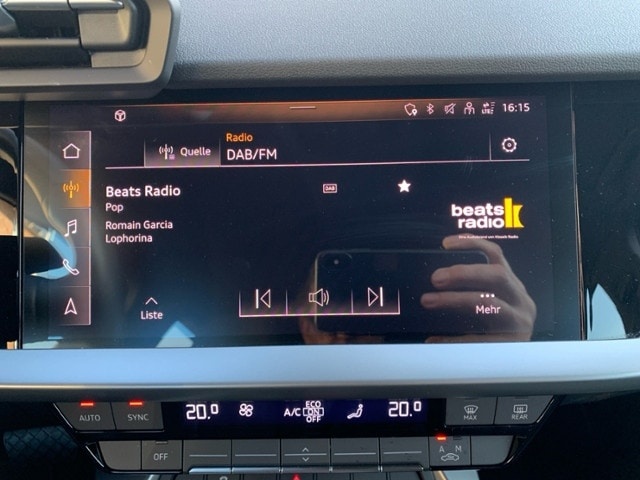 16:15
Quelle
Radio
DAB/FM
Beats Radio
Pop
DAB
Romain Garcia
Lophorina
beats
radio
Liste
Mehr
AUTO
SYNC
20.0
A/C
ECO
ON
OFF
20.0
MAX
REAR
OFF
A
M